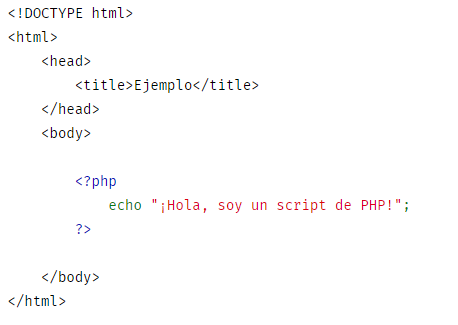 <!DOCTYPE html>
<html>
    <head>
        <title>Ejemplo</title>
    </head>
    <body>

        <?php
            echo "¡Hola, soy un script de PHP!";
        ?>

    </body>
</html>